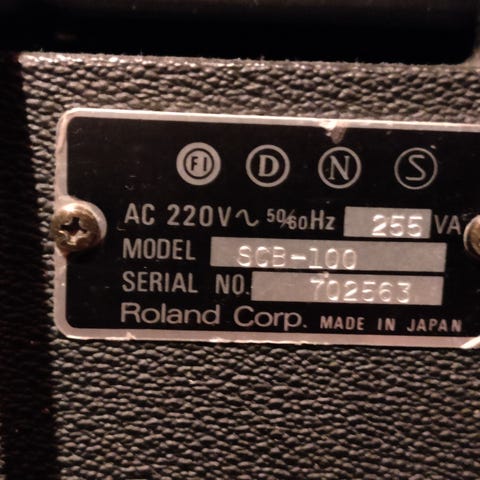 FI D N S
AC 220V~ 50/60Hz 255 VA
MODEL SCB-100
SERIAL NO. 702563
Roland Corp. MADE IN JAPAN